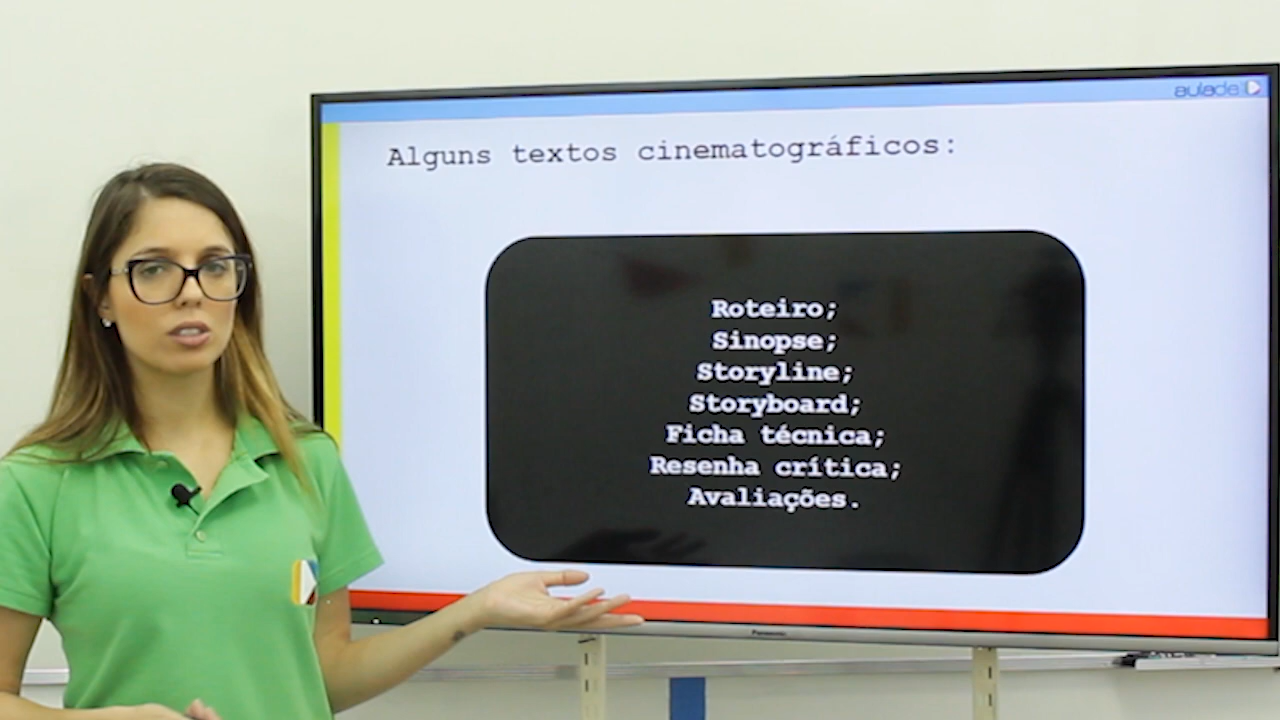 aulade
Alguns textos cinematográficos:
Roteiro;
Sinopse;
Storyline;
Storyboard;
Ficha técnica;
Resenha crítica;
Avaliações.
Panasonic